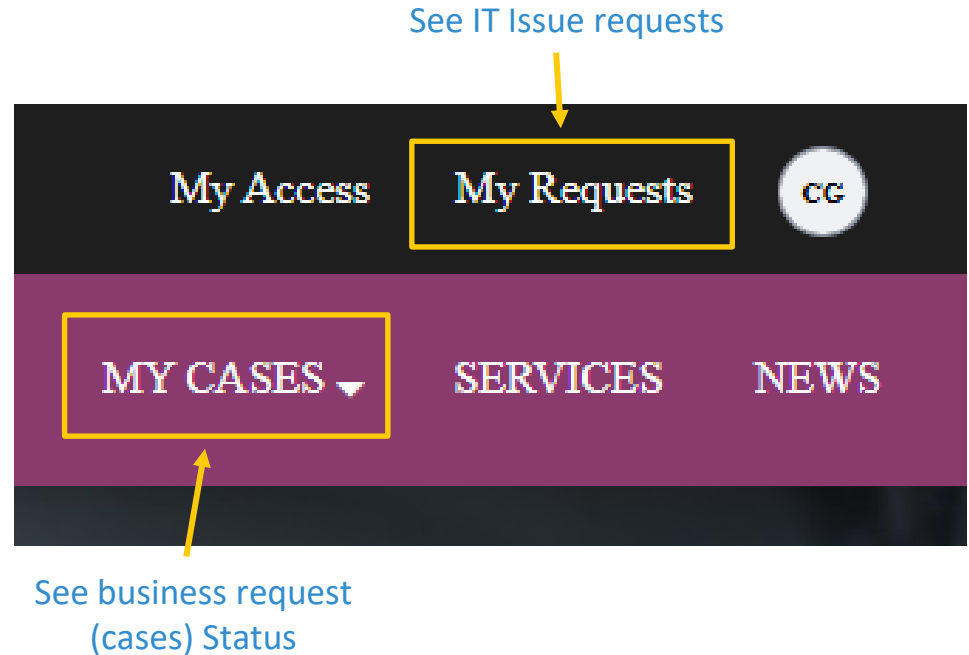 See IT Issue requests
My Access My Requests CG
MY CASES SERVICES NEWS
See business request
(cases) Status